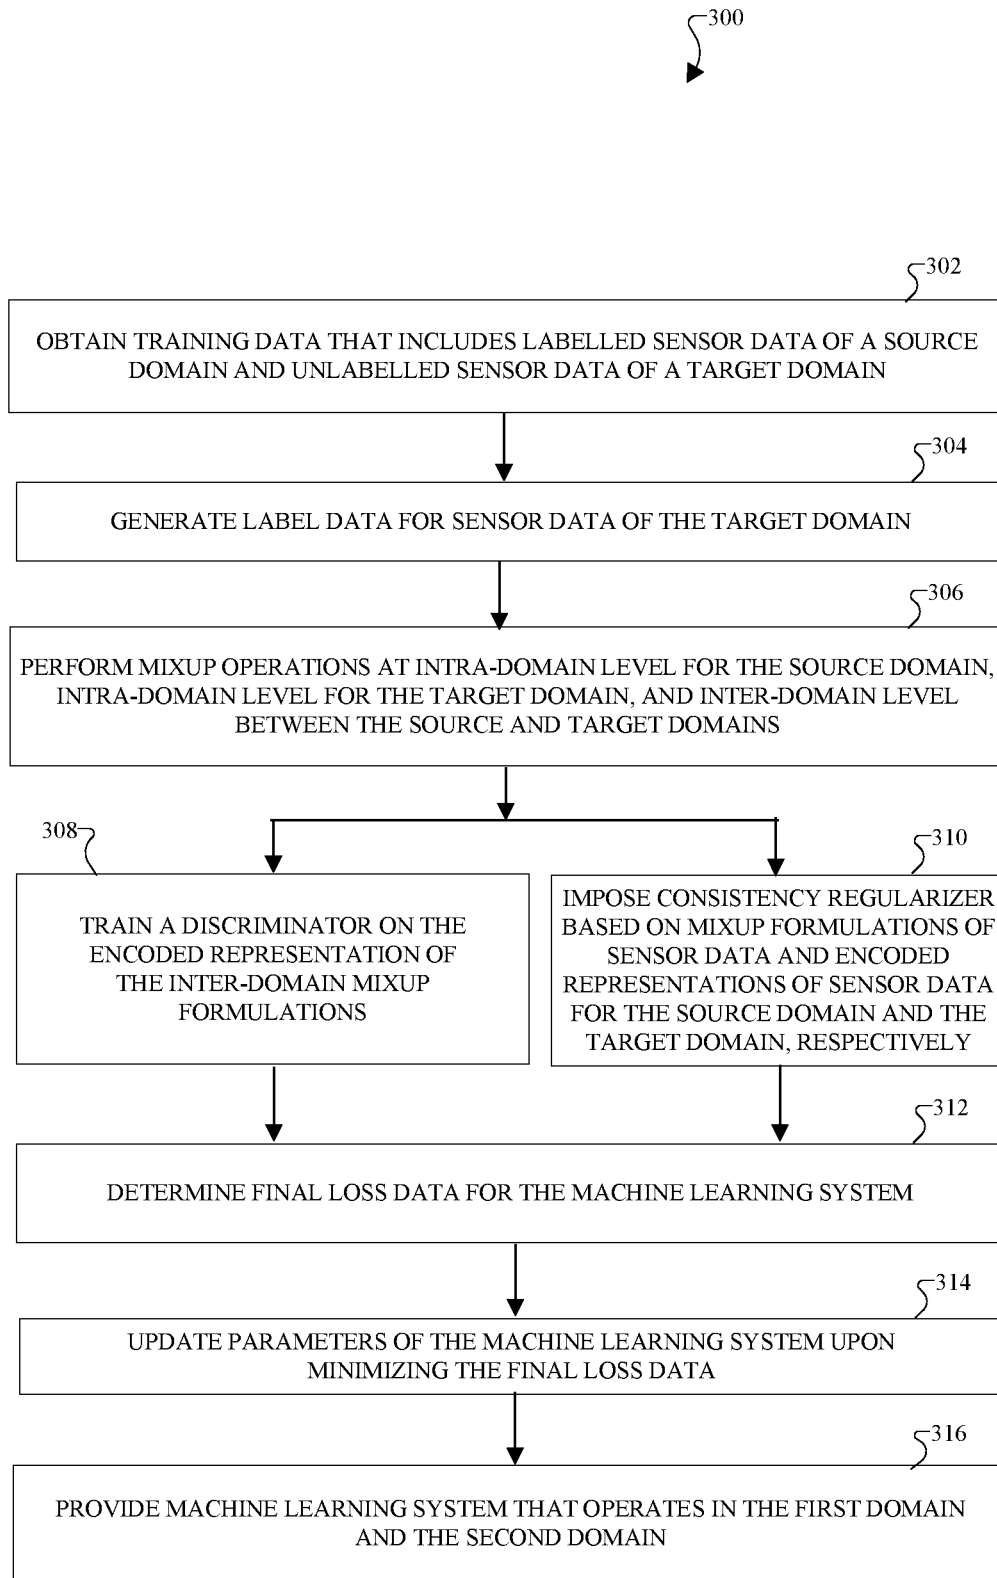 300
302
OBTAIN TRAINING DATA THAT INCLUDES LABELLED SENSOR DATA OF A SOURCE
DOMAIN AND UNLABELLED SENSOR DATA OF A TARGET DOMAIN
304
GENERATE LABEL DATA FOR SENSOR DATA OF THE TARGET DOMAIN
306
PERFORM MIXUP OPERATIONS AT INTRA-DOMAIN LEVEL FOR THE SOURCE DOMAIN,
INTRA-DOMAIN LEVEL FOR THE TARGET DOMAIN, AND INTER-DOMAIN LEVEL
BETWEEN THE SOURCE AND TARGET DOMAINS
308
TRAIN A DISCRIMINATOR ON THE
ENCODED REPRESENTATION OF
THE INTER-DOMAIN MIXUP
FORMULATIONS
310
IMPOSE CONSISTENCY REGULARIZER
BASED ON MIXUP FORMULATIONS OF
SENSOR DATA AND ENCODED
REPRESENTATIONS OF SENSOR DATA
FOR THE SOURCE DOMAIN AND THE
TARGET DOMAIN, RESPECTIVELY
312
DETERMINE FINAL LOSS DATA FOR THE MACHINE LEARNING SYSTEM
314
UPDATE PARAMETERS OF THE MACHINE LEARNING SYSTEM UPON
MINIMIZING THE FINAL LOSS DATA
316
PROVIDE MACHINE LEARNING SYSTEM THAT OPERATES IN THE FIRST DOMAIN
AND THE SECOND DOMAIN